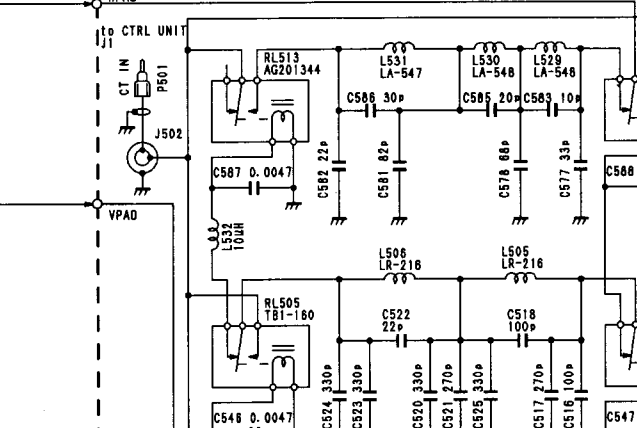 to CTRL UNIT
J1
CT IN
P501
J502
VPAD
RL513
AG201344
C587 0.0047
L532
10μH
RL505
TB1-160
C546 0.0047
L531
LA-547
L530
LA-548
L529
LA-548
C586 30p
C585 20p
C583 10p
C582 22p
C581 82p
C578 68p
C577 33p
C588
L506
LR-216
L505
LR-216
C522
22p
C518
100p
C524 330p
C523 330p
C520 330p
C521 270p
C525 330p
C517 270p
C516 100p
C547